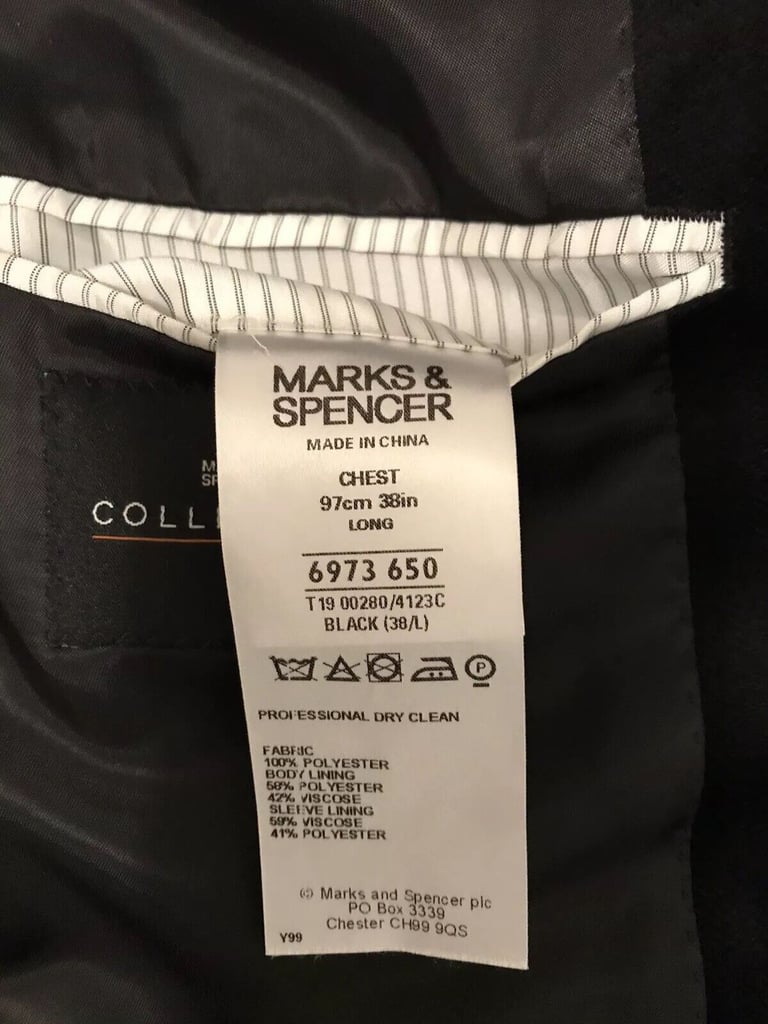 MARKS &
SPENCER
MADE IN CHINA
CHEST
97cm 38in
LONG
6973 650
T19 00280/4123C
BLACK (38/L)
P
PROFESSIONAL DRY CLEAN
FABRIC
100% POLYESTER
BODY LINING
58% POLYESTER
42% VISCOSE
SLEEVE LINING
59% VISCOSE
41% POLYESTER
© Marks and Spencer plc
PO Box 3339
Chester CH99 9QS
Y99
M
SP
COLL